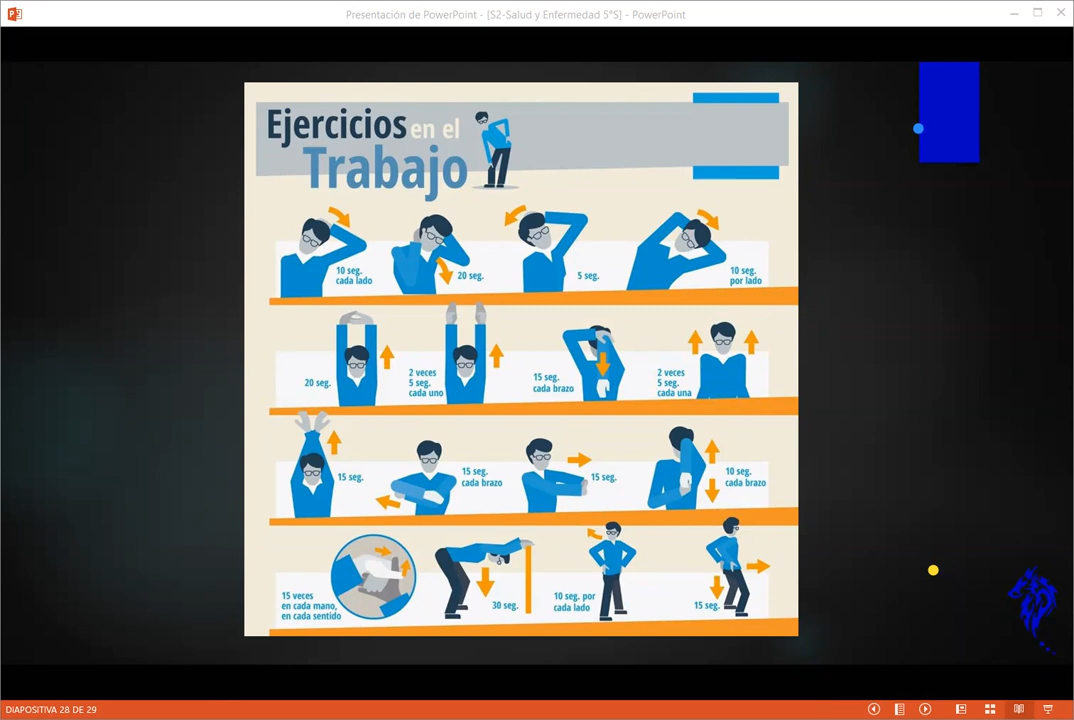 Presentación de PowerPoint - [S2-Salud y Enfermedad 5°S] - PowerPoint
Ejercicios en el
Trabajo
10 seg.
cada lado
20 seg.
5 seg.
10 seg.
por lado
20 seg.
2 veces
5 seg.
cada uno
15 seg.
cada brazo
2 veces
5 seg.
cada una
15 seg.
15 seg.
cada brazo
15 seg.
10 seg.
cada brazo
15 veces
en cada mano,
en cada sentido
30 seg.
10 seg. por
cada lado
15 seg.
DIAPOSITIVA 28 DE 29